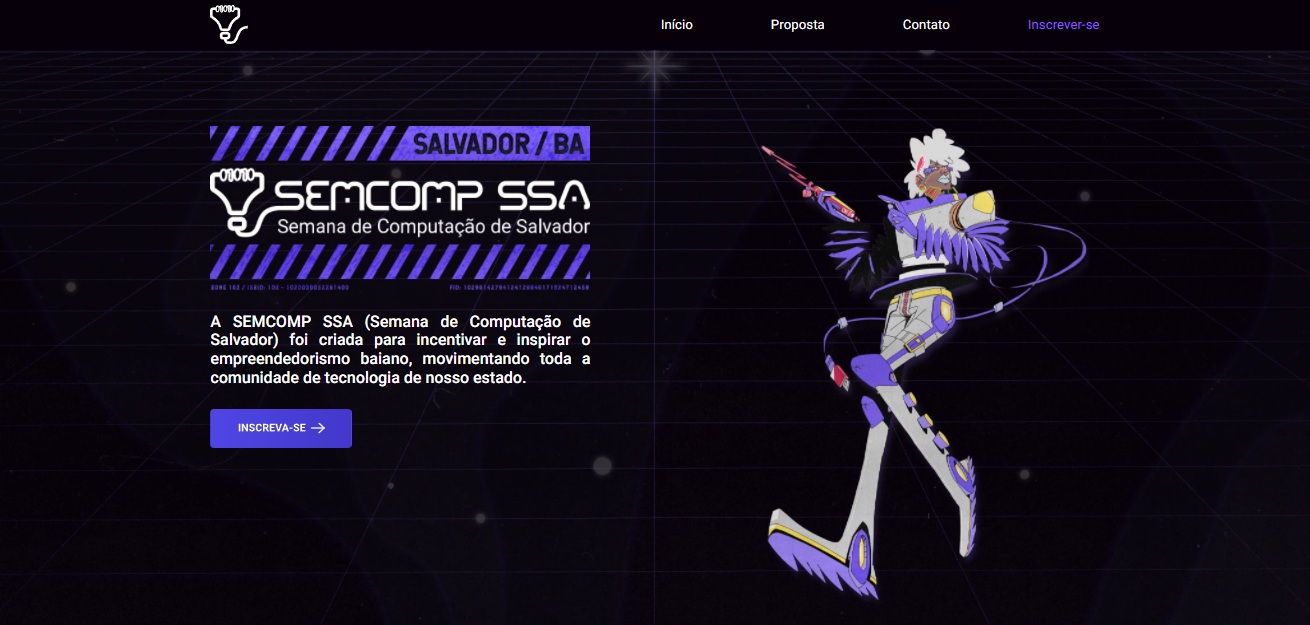 Início
Proposta
Contato
Inscrever-se
SALVADOR / BA
SEMCOMP SSA
Semana de Computação de Salvador
A SEMCOMP SSA (Semana de Computação de
Salvador) foi criada para incentivar e inspirar o
empreendedorismo baiano, movimentando toda a
comunidade de tecnologia de nosso estado.
INSCREVA-SE